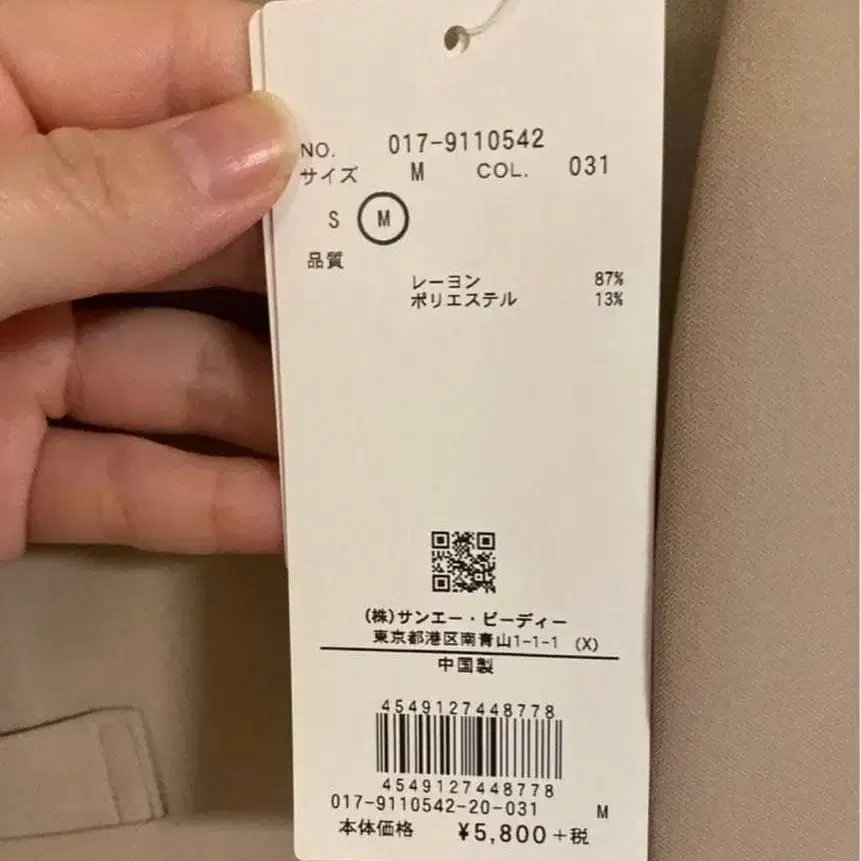 NO. 017-9110542
サイズ M COL. 031
S M
品質
レーヨン 87%
ポリエステル 13%
(株)サンエー・ビーディー
東京都港区南青山1-1-1 (X)
中国製
4549127448778
4549127448778
017-9110542-20-031 M
本体価格 ¥5,800+税